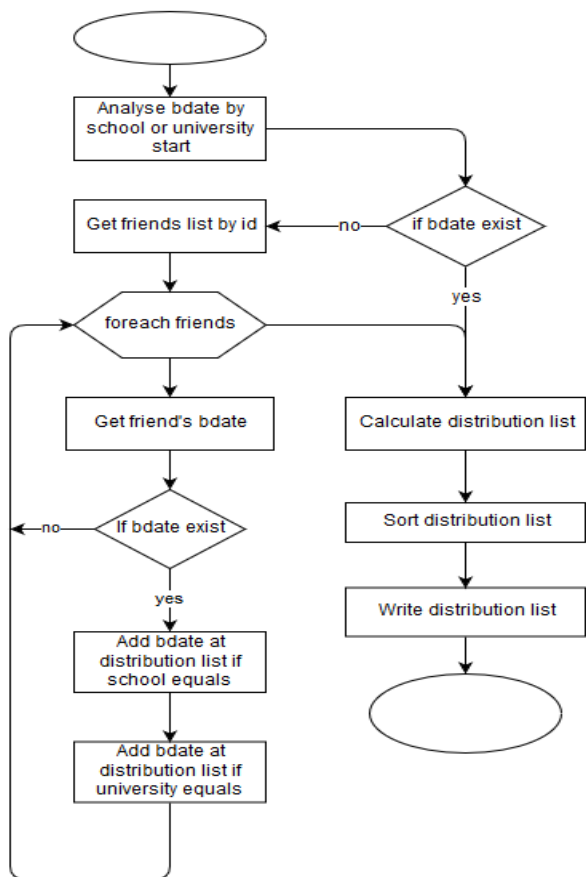 Analyse bdate by
school or university
start
Get friends list by id
no
if bdate exist
yes
foreach friends
Get friend's bdate
Calculate distribution list
If bdate exist
no
Sort distribution list
yes
Write distribution list
Add bdate at
distribution list if
school equals
Add bdate at
distribution list if
university equals